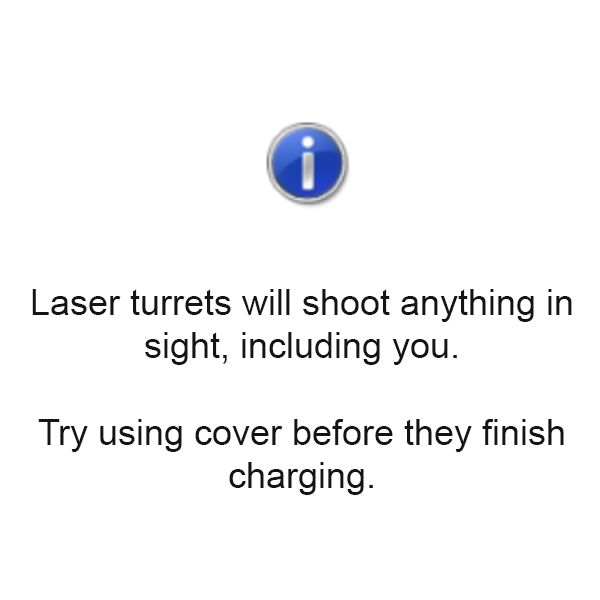 Laser turrets will shoot anything in
sight, including you.
Try using cover before they finish
charging.